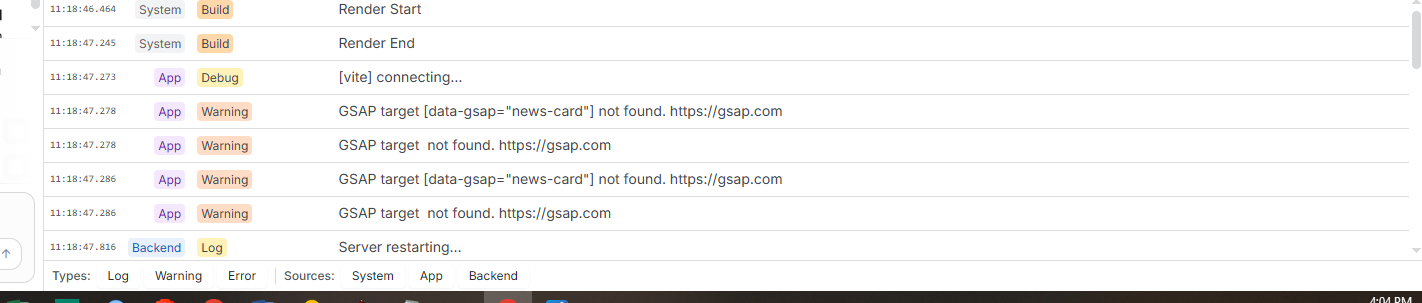 11:18:46.464 System Build Render Start
11:18:47.245 System Build Render End
11:18:47.273 App Debug [vite] connecting...
11:18:47.278 App Warning GSAP target [data-gsap="news-card"] not found. https://gsap.com
11:18:47.278 App Warning GSAP target  not found. https://gsap.com
11:18:47.286 App Warning GSAP target [data-gsap="news-card"] not found. https://gsap.com
11:18:47.286 App Warning GSAP target  not found. https://gsap.com
11:18:47.816 Backend Log Server restarting...
Types: Log Warning Error Sources: System App Backend
4:04 PM